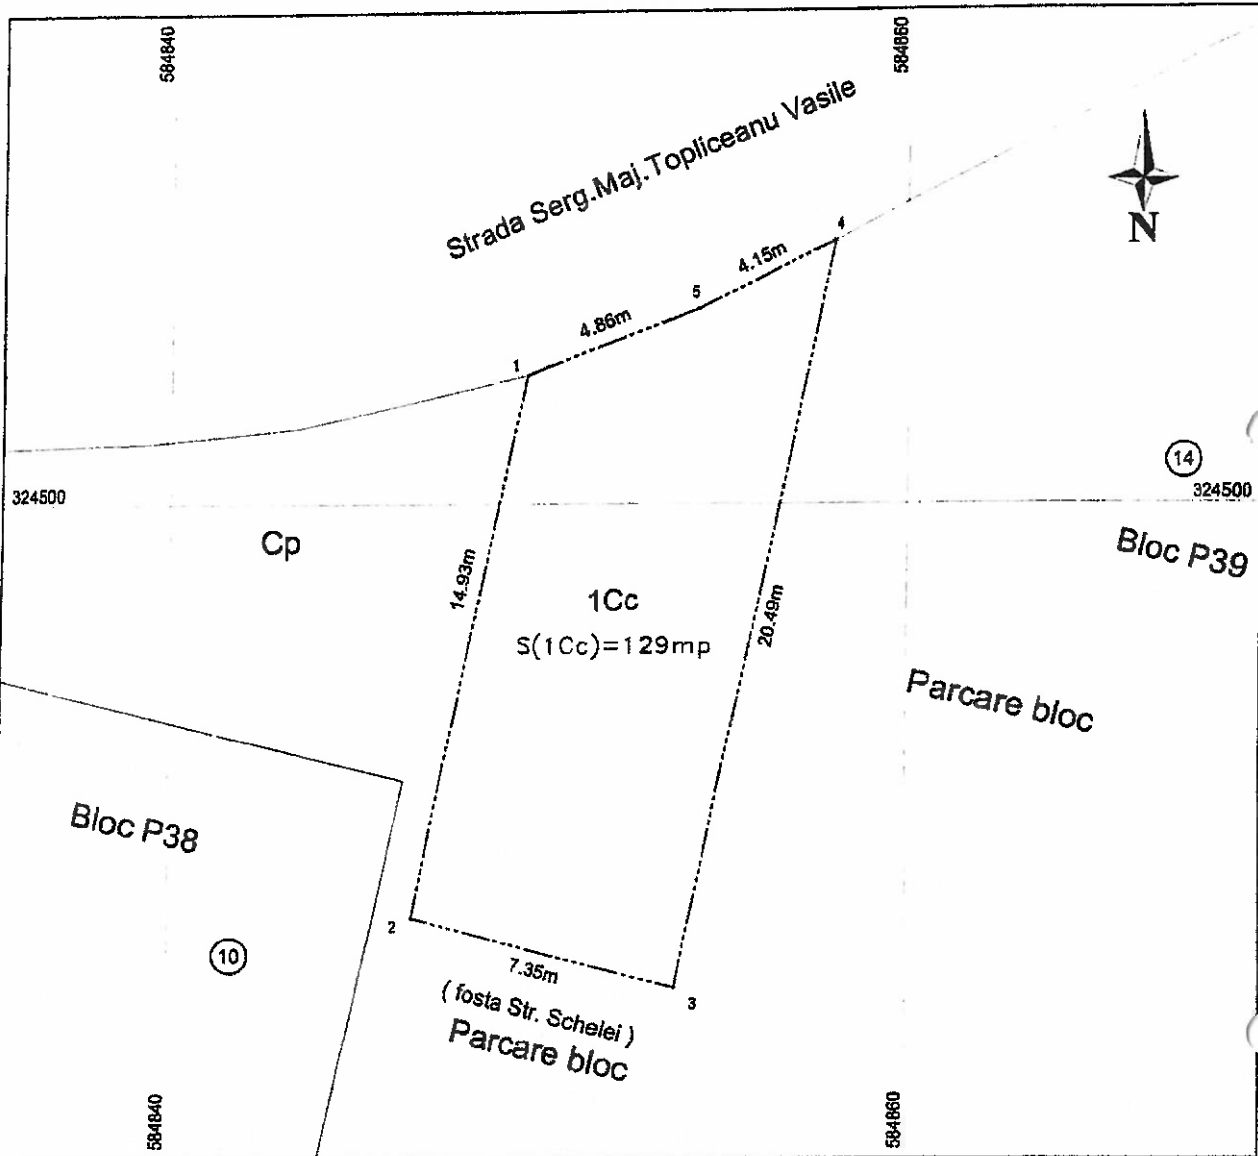 584840
584860
Strada Serg.Maj.Topliceanu Vasile
N
4
4.15m
5
4.86m
1
14
324500
324500
Cp
Bloc P39
14.93m
1Cc
S(1Cc)=129mp
20.49m
Parcare bloc
Bloc P38
2
10
7.35m
3
( fosta Str. Schelei )
Parcare bloc
584840
584860